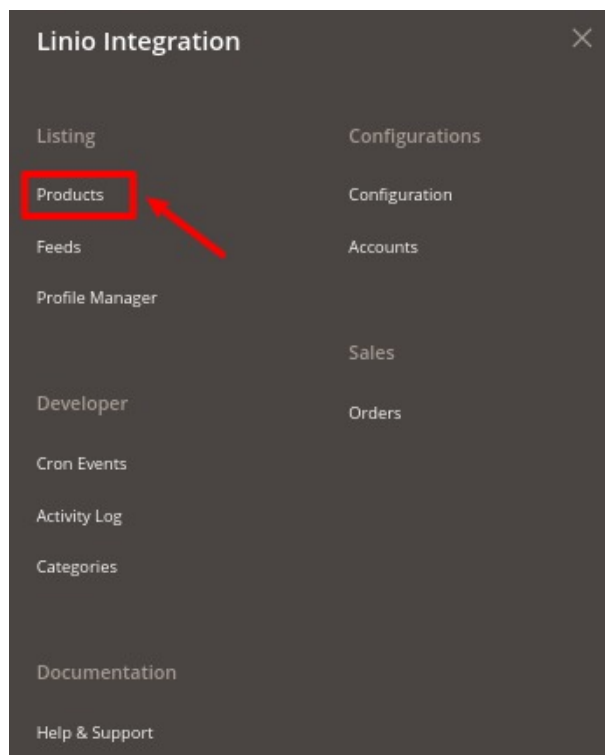 Linio Integration
Listing
Products
Feeds
Profile Manager
Developer
Cron Events
Activity Log
Categories
Documentation
Help & Support
Configurations
Configuration
Accounts
Sales
Orders